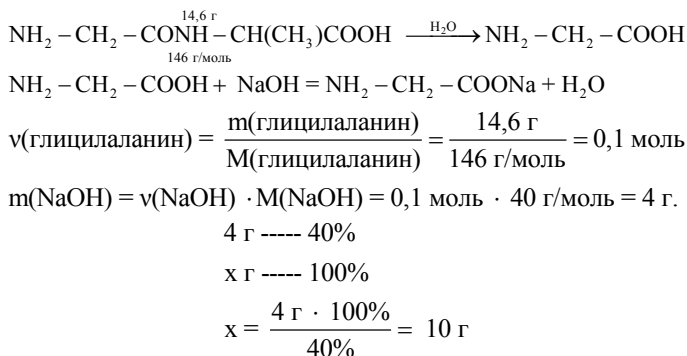 14,6 г
NH₂ – CH₂ – CONH – CH(CH₃)COOH —H₂O→ NH₂ – CH₂ – COOH
146 г/моль
NH₂ – CH₂ – COOH + NaOH = NH₂ – CH₂ – COONa + H₂O
ν(глицилаланин) = m(глицилаланин) / M(глицилаланин) = 14,6 г / 146 г/моль = 0,1 моль
m(NaOH) = ν(NaOH) · M(NaOH) = 0,1 моль · 40 г/моль = 4 г.
4 г ----- 40%
x г ----- 100%
x = 4 г · 100% / 40% = 10 г